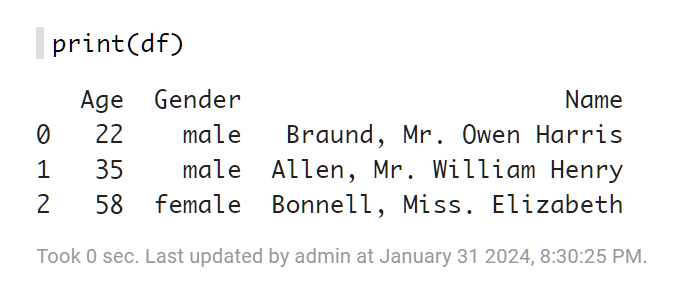 print(df)
Age Gender Name
0 22 male Braund, Mr. Owen Harris
1 35 male Allen, Mr. William Henry
2 58 female Bonnell, Miss. Elizabeth
Took 0 sec. Last updated by admin at January 31 2024, 8:30:25 PM.